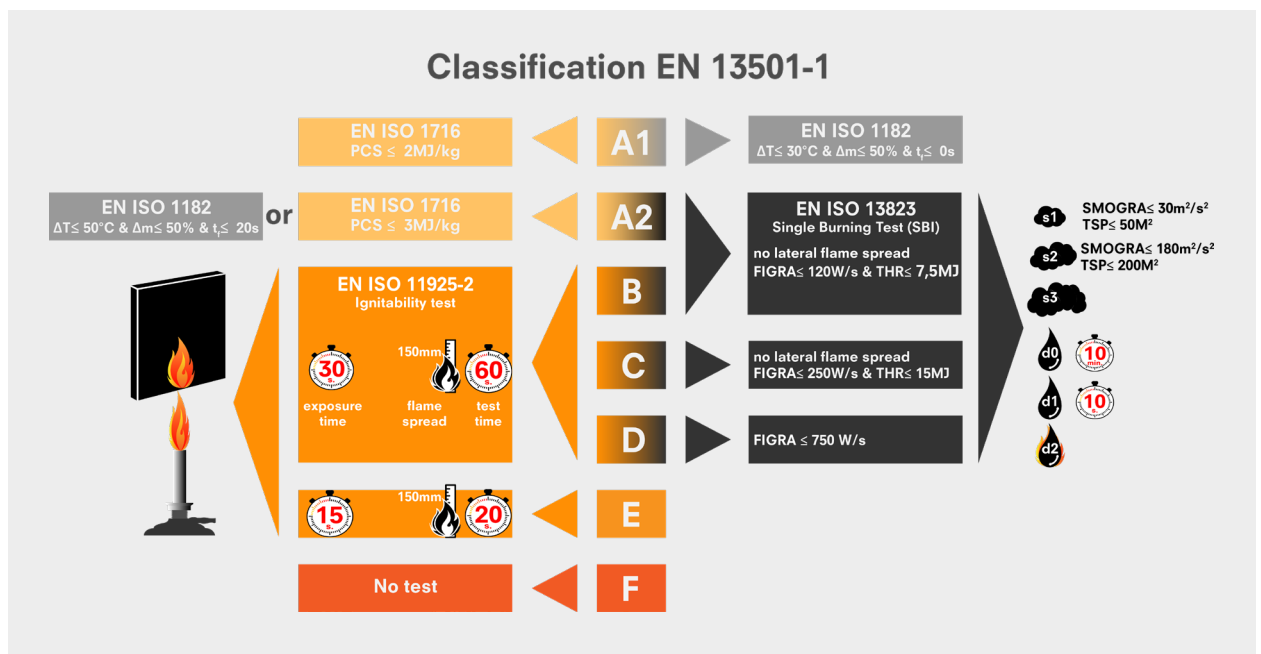 Classification EN 13501-1
EN ISO 1716
PCS ≤ 2MJ/kg
A1
EN ISO 1182
ΔT≤ 30°C & Δm≤ 50% & tf≤ 0s
EN ISO 1182
ΔT≤ 50°C & Δm≤ 50% & tf≤ 20s
or
EN ISO 1716
PCS ≤ 3MJ/kg
A2
EN ISO 13823
Single Burning Test (SBI)
no lateral flame spread
FIGRA≤ 120W/s & THR≤ 7,5MJ
s1
SMOGRA≤ 30m²/s²
TSP≤ 50M²
s2
SMOGRA≤ 180m²/s²
TSP≤ 200M²
s3
EN ISO 11925-2
Ignitability test
30
s.
exposure
time
150mm
flame
spread
60
s.
test
time
B
C
no lateral flame spread
FIGRA≤ 250W/s & THR≤ 15MJ
d0
10
min.
d1
10
s.
D
FIGRA ≤ 750 W/s
d2
15
s.
150mm
20
s.
E
No test
F